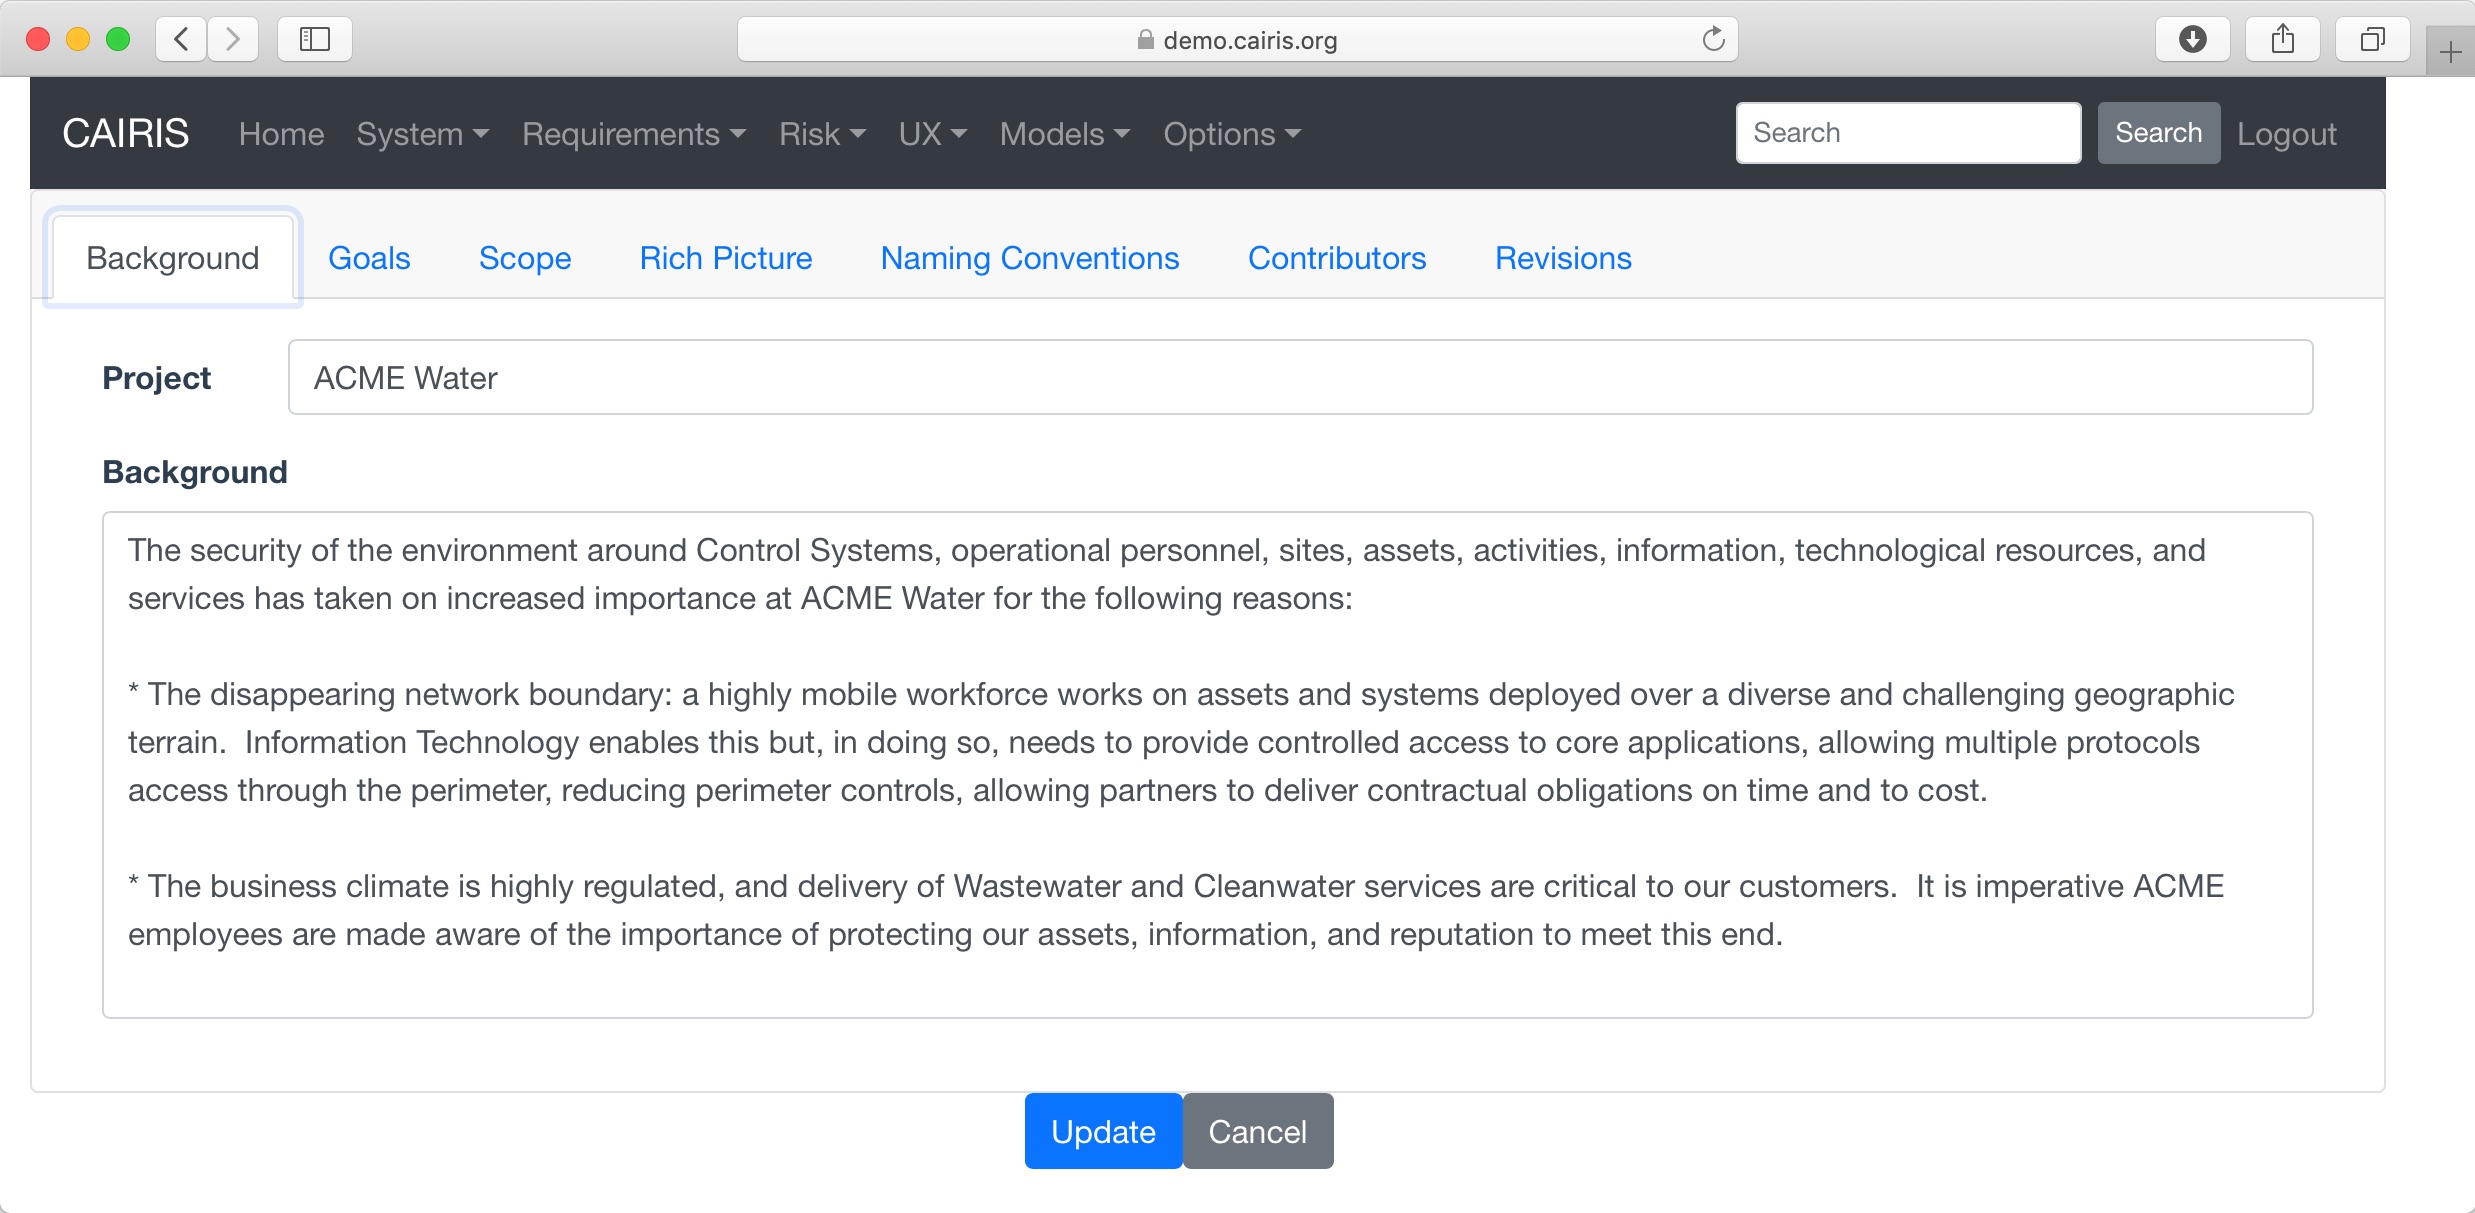 demo.cairis.org
CAIRIS Home System Requirements Risk UX Models Options Search Search Logout
Background Goals Scope Rich Picture Naming Conventions Contributors Revisions
Project ACME Water
Background
The security of the environment around Control Systems, operational personnel, sites, assets, activities, information, technological resources, and
services has taken on increased importance at ACME Water for the following reasons:
* The disappearing network boundary: a highly mobile workforce works on assets and systems deployed over a diverse and challenging geographic
terrain.  Information Technology enables this but, in doing so, needs to provide controlled access to core applications, allowing multiple protocols
access through the perimeter, reducing perimeter controls, allowing partners to deliver contractual obligations on time and to cost.
* The business climate is highly regulated, and delivery of Wastewater and Cleanwater services are critical to our customers.  It is imperative ACME
employees are made aware of the importance of protecting our assets, information, and reputation to meet this end.
Update Cancel